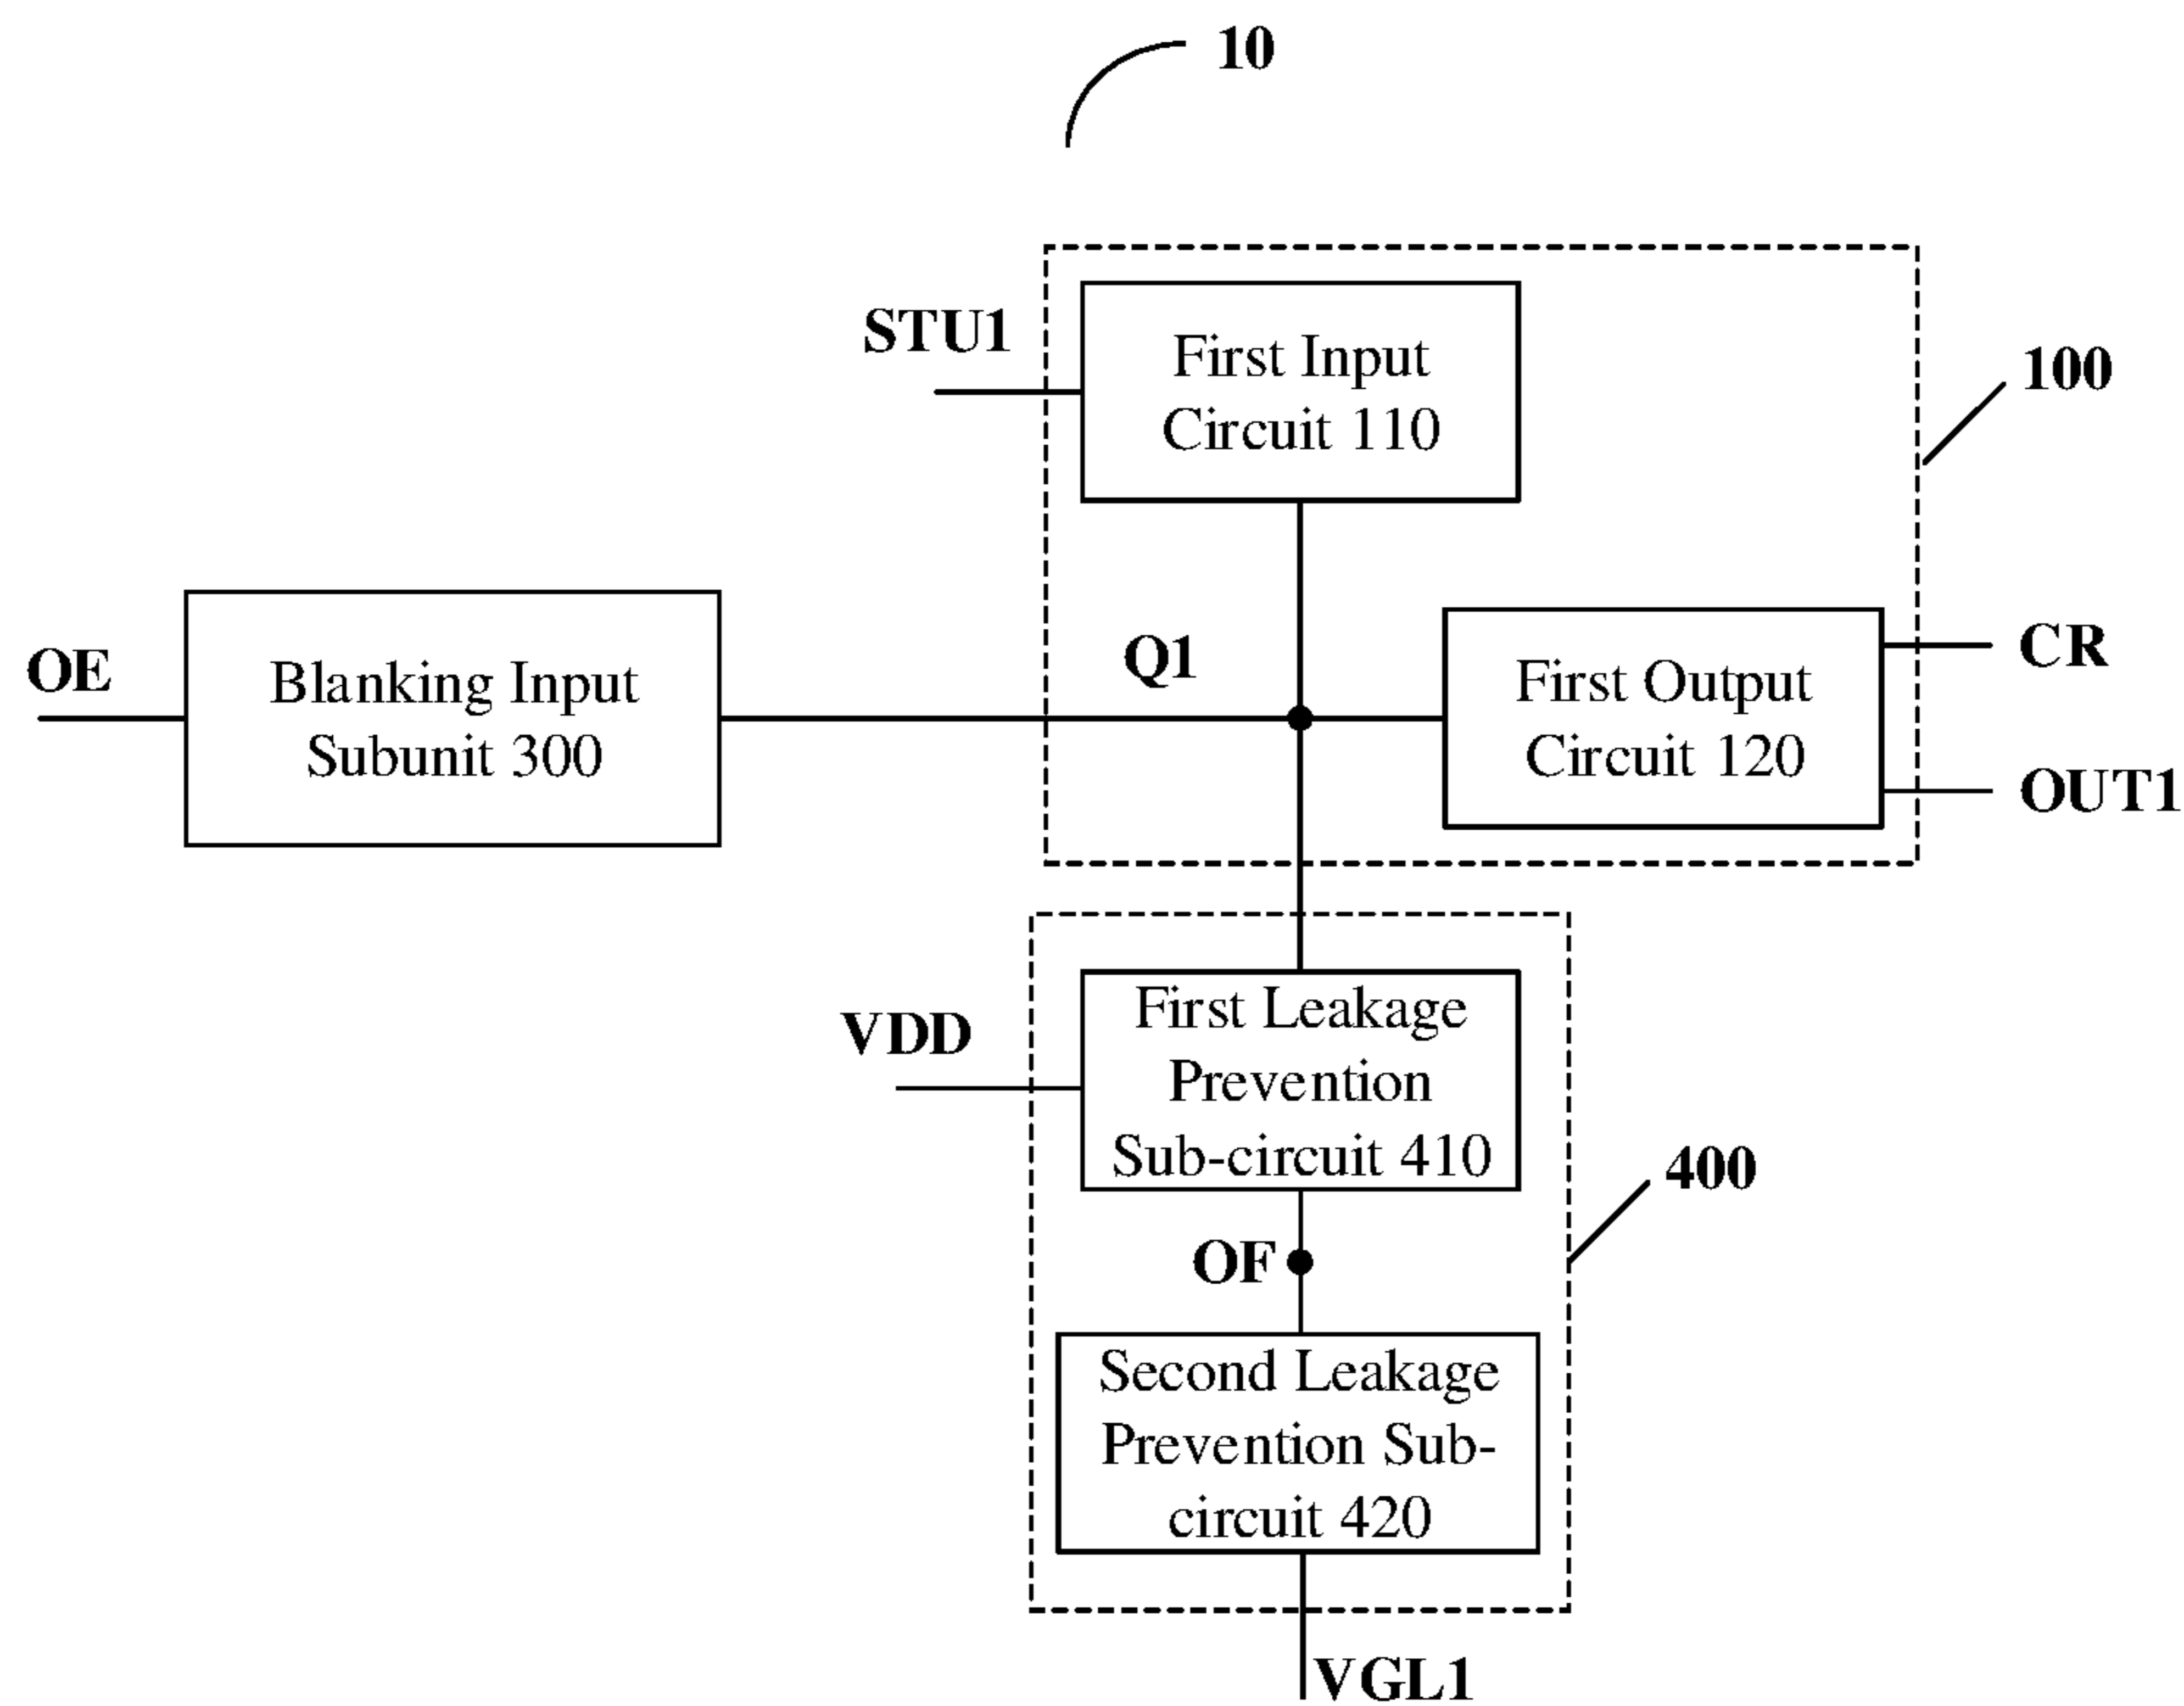 10
STU1
First Input
Circuit 110
100
OE
Blanking Input
Subunit 300
Q1
First Output
Circuit 120
CR
OUT1
VDD
First Leakage
Prevention
Sub-circuit 410
400
OF
Second Leakage
Prevention Sub-
circuit 420
VGL1